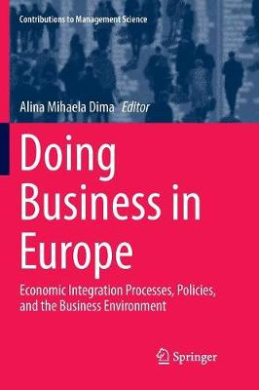 Contributions to Management Science
Alina Mihaela Dima Editor
Doing
Business in
Europe
Economic Integration Processes, Policies,
and the Business Environment
Springer